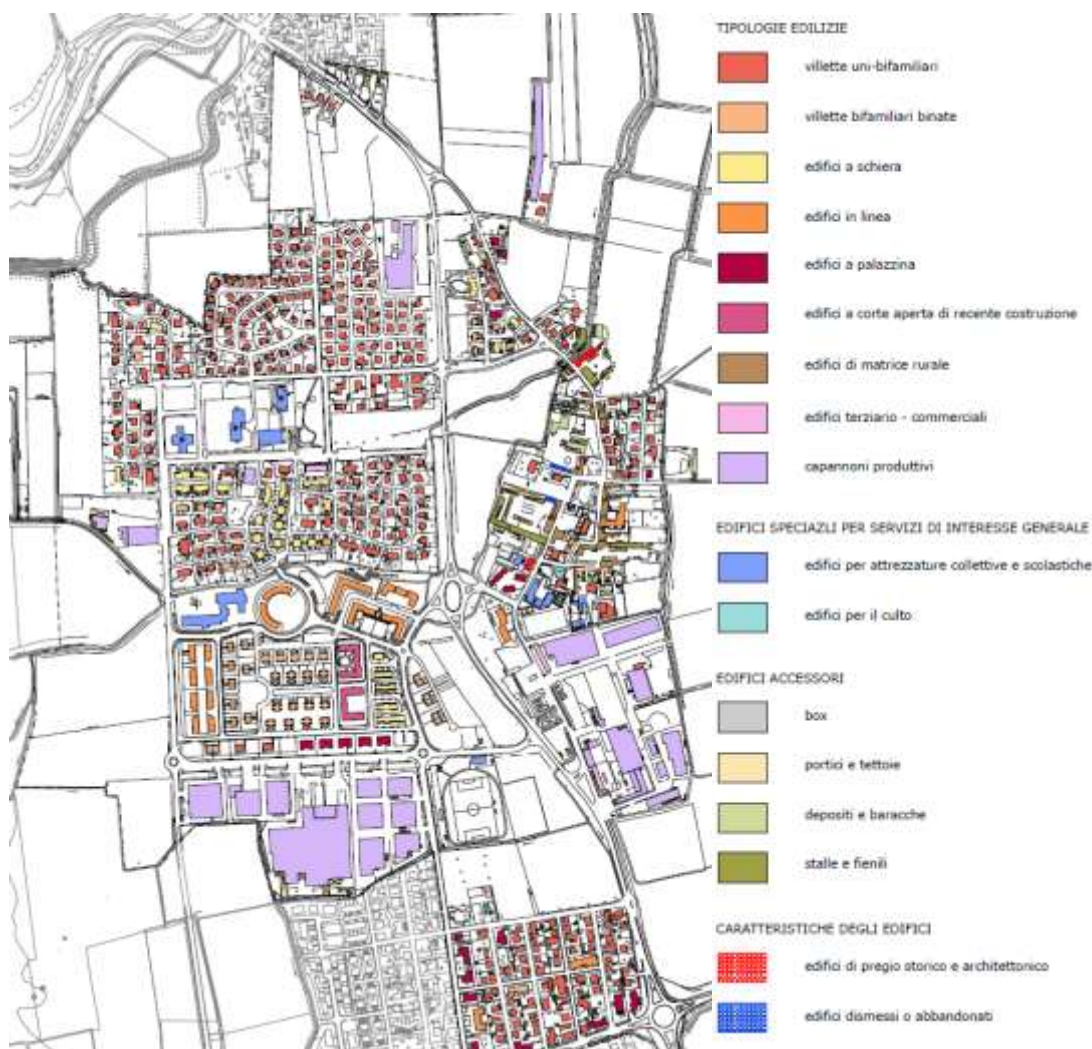 TIPOLOGIE EDILIZIE
villette uni-bifamiliari
villette bifamiliari binate
edifici a schiera
edifici in linea
edifici a palazzina
edifici a corte aperta di recente costruzione
edifici di matrice rurale
edifici terziario - commerciali
capannoni produttivi
EDIFICI SPECIAZLI PER SERVIZI DI INTERESSE GENERALE
edifici per attrezzature collettive e scolastiche
edifici per il culto
EDIFICI ACCESSORI
box
portici e tettoie
depositi e baracche
stalle e fienili
CARATTERISTICHE DEGLI EDIFICI
edifici di pregio storico e architettonico
edifici dismessi o abbandonati